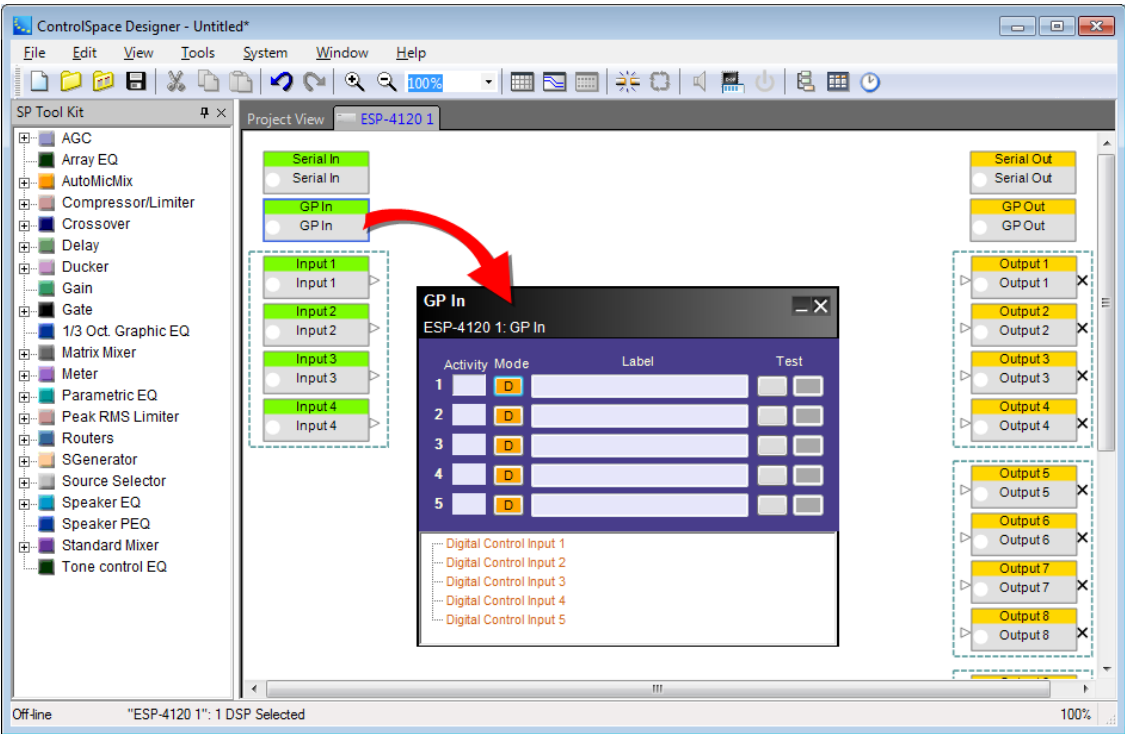 ControlSpace Designer - Untitled*
File Edit View Tools System Window Help
100%
SP Tool Kit
Project View ESP-4120 1
AGC
Array EQ
AutoMicMix
Compressor/Limiter
Crossover
Delay
Ducker
Gain
Gate
1/3 Oct. Graphic EQ
Matrix Mixer
Meter
Parametric EQ
Peak RMS Limiter
Routers
SGenerator
Source Selector
Speaker EQ
Speaker PEQ
Standard Mixer
Tone control EQ
Serial In
Serial In
GP In
GP In
Input 1
Input 1
Input 2
Input 2
Input 3
Input 3
Input 4
Input 4
GP In
ESP-4120 1: GP In
Activity Mode Label Test
1 D
2 D
3 D
4 D
5 D
Digital Control Input 1
Digital Control Input 2
Digital Control Input 3
Digital Control Input 4
Digital Control Input 5
Serial Out
Serial Out
GP Out
GP Out
Output 1
Output 1
Output 2
Output 2
Output 3
Output 3
Output 4
Output 4
Output 5
Output 5
Output 6
Output 6
Output 7
Output 7
Output 8
Output 8
Off-line "ESP-4120 1": 1 DSP Selected 100%